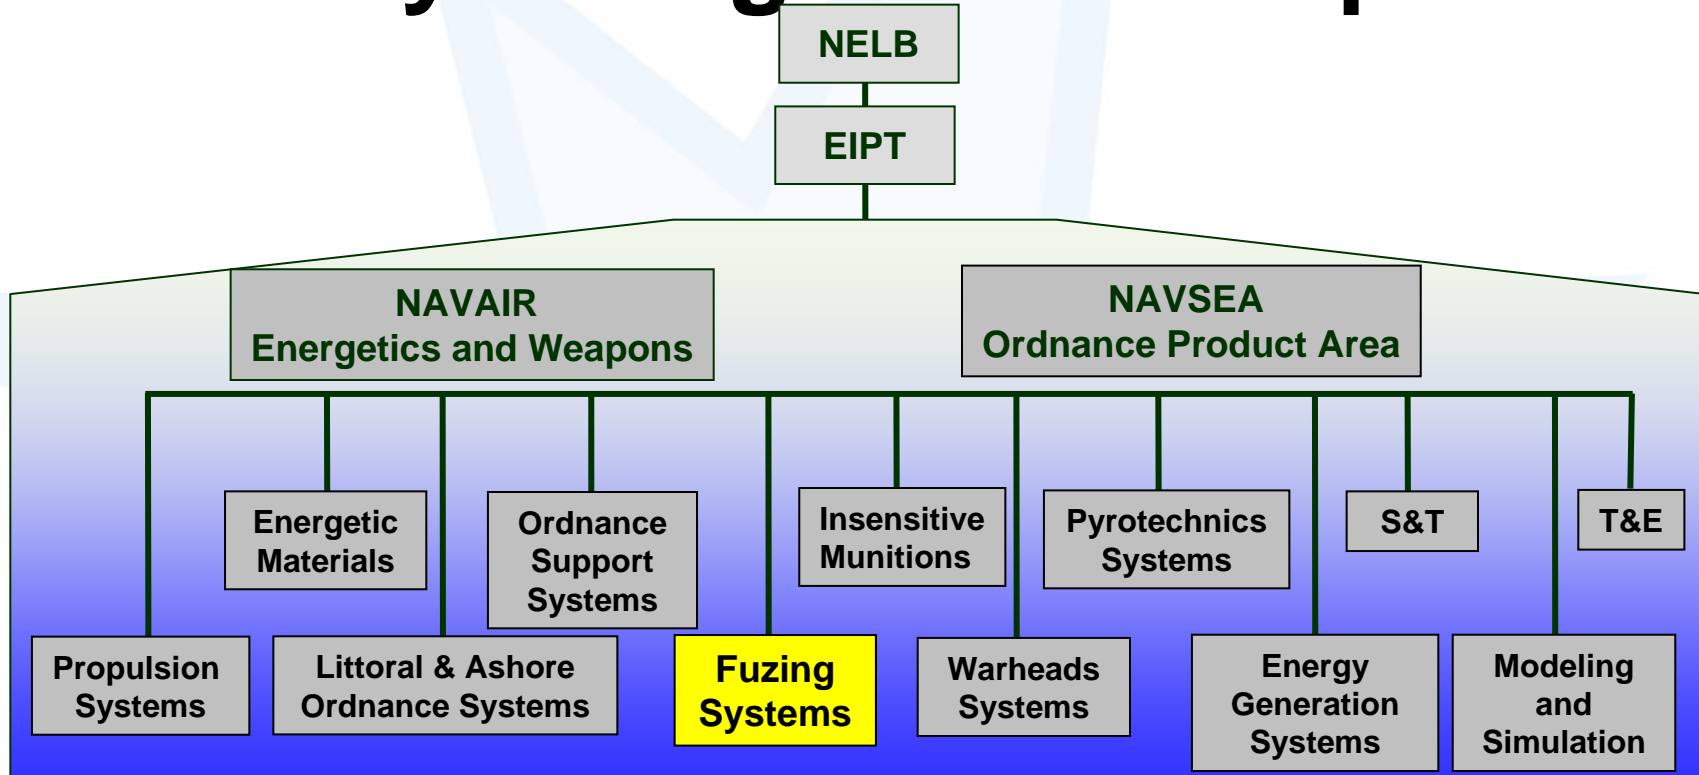 NELB
EIPT
NAVAIR
Energetics and Weapons
NAVSEA
Ordnance Product Area
Energetic
Materials
Ordnance
Support
Systems
Insensitive
Munitions
Pyrotechnics
Systems
S&T
T&E
Propulsion
Systems
Littoral & Ashore
Ordnance Systems
Fuzing
Systems
Warheads
Systems
Energy
Generation
Systems
Modeling
and
Simulation